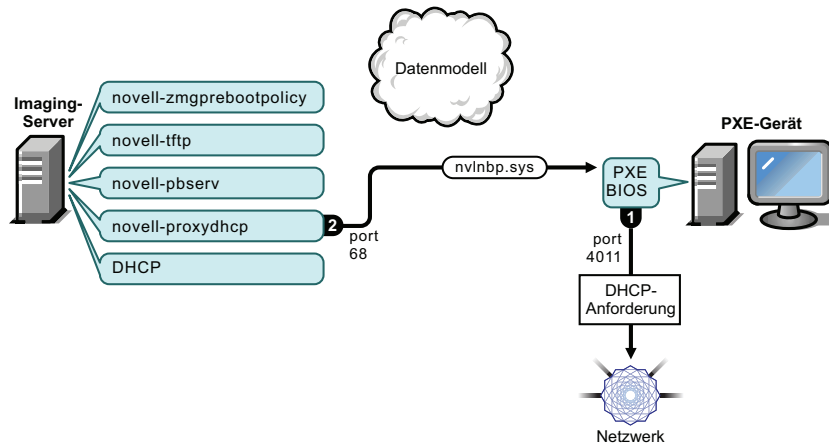 Datenmodell
Imaging-
Server
novell-zmgprebootpolicy
novell-tftp
novell-pbserv
novell-proxydhcp
DHCP
2
port
68
nvlnbp.sys
PXE
BIOS
1
PXE-Gerät
port
4011
DHCP-
Anforderung
Netzwerk